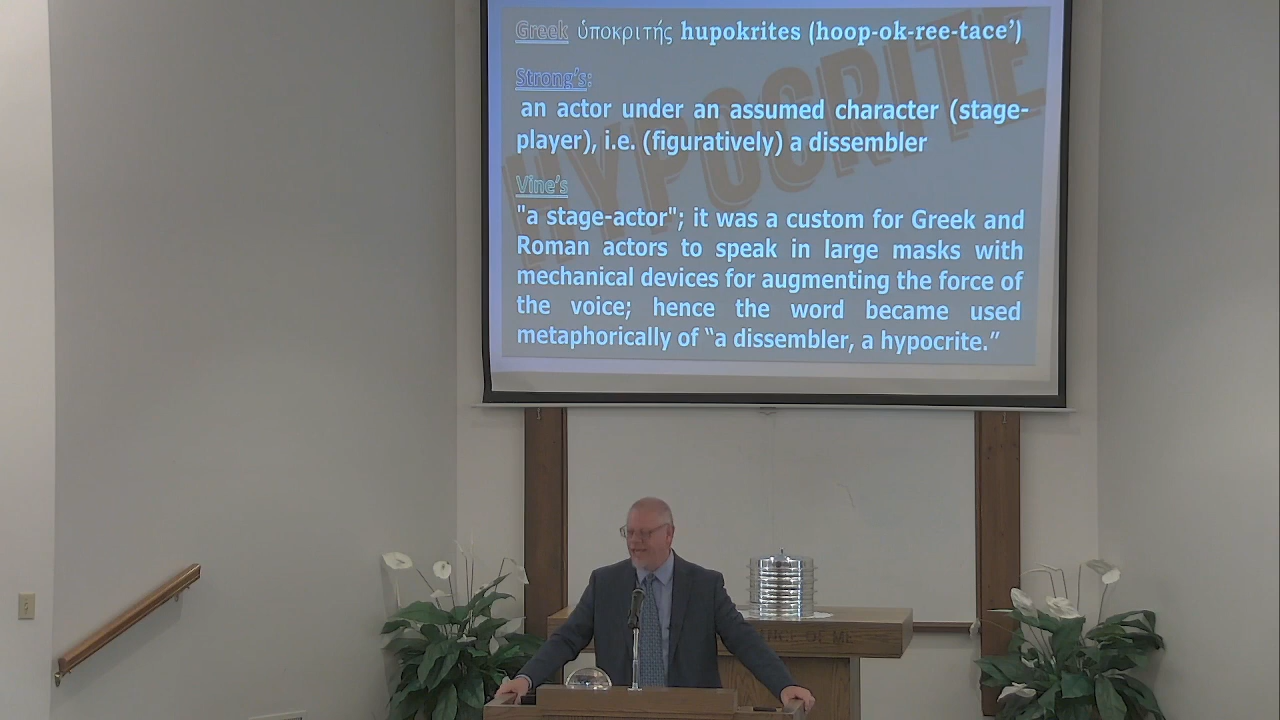 Greek ὑποκριτής hupokrites (hoop-ok-ree-tace’)
Strong's:
an actor under an assumed character (stage-
player), i.e. (figuratively) a dissembler
Vine's
"a stage-actor"; it was a custom for Greek and
Roman actors to speak in large masks with
mechanical devices for augmenting the force of
the voice; hence the word became used
metaphorically of “a dissembler, a hypocrite.”
HYPOCRITE
OF ME